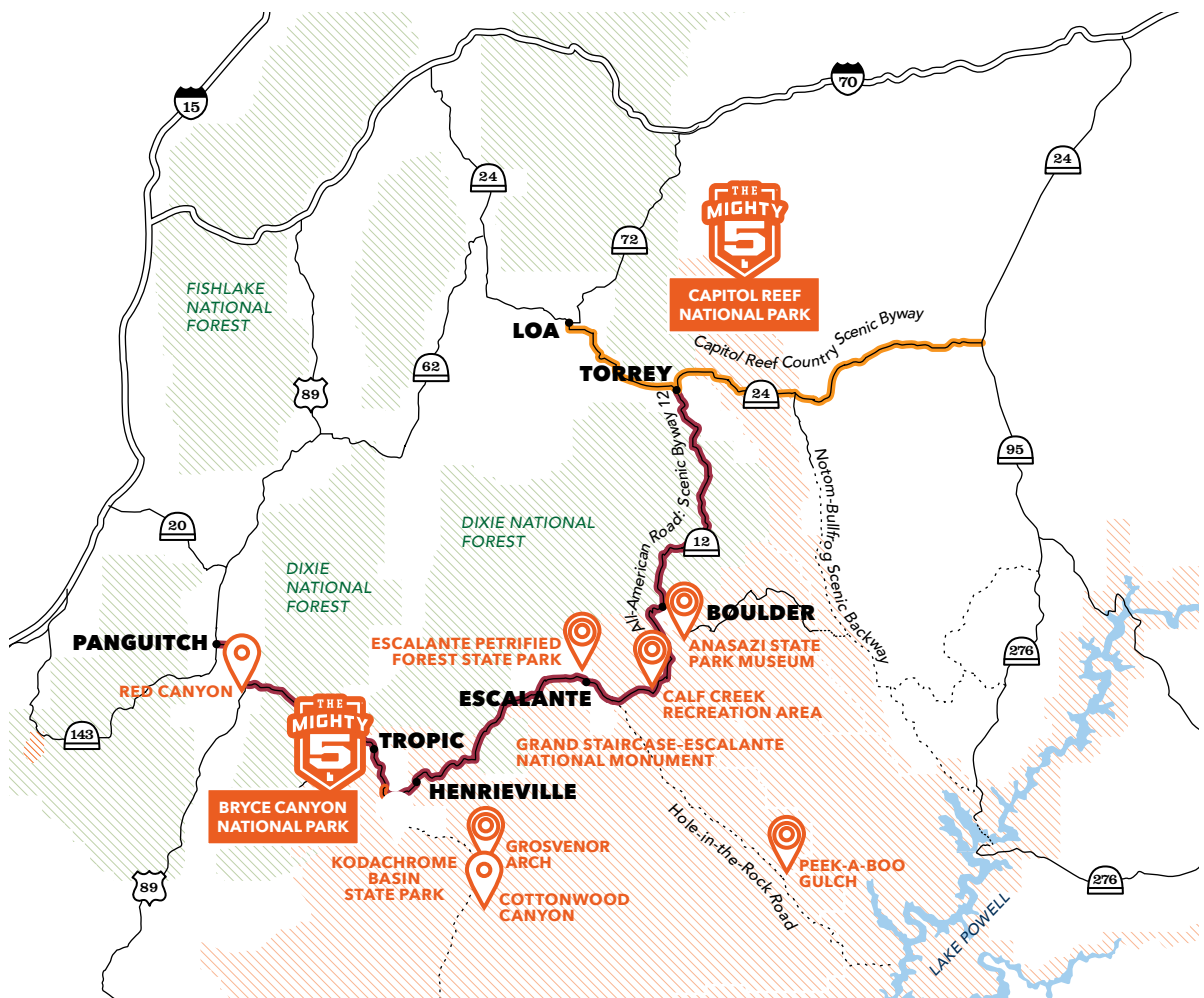 15
70
24
24
THE
MIGHTY
5
72
CAPITOL REEF
NATIONAL PARK
FISHLAKE
NATIONAL
FOREST
LOA
Capitol Reef Country Scenic Byway
62
TORREY
89
24
All-American Road: Scenic Byway 12
95
Notom-Bullfrog Scenic Backway
20
DIXIE NATIONAL
FOREST
12
DIXIE
NATIONAL
FOREST
BOULDER
PANGUITCH
ESCALANTE PETRIFIED
FOREST STATE PARK
ANASAZI STATE
PARK MUSEUM
276
RED CANYON
ESCALANTE
CALF CREEK
RECREATION AREA
THE
MIGHTY
5
143
TROPIC
GRAND STAIRCASE-ESCALANTE
NATIONAL MONUMENT
HENRIEVILLE
BRYCE CANYON
NATIONAL PARK
Hole-in-the-Rock Road
GROSVENOR
ARCH
KODACHROME
BASIN
STATE PARK
PEEK-A-BOO
GULCH
276
89
COTTONWOOD
CANYON
LAKE POWELL